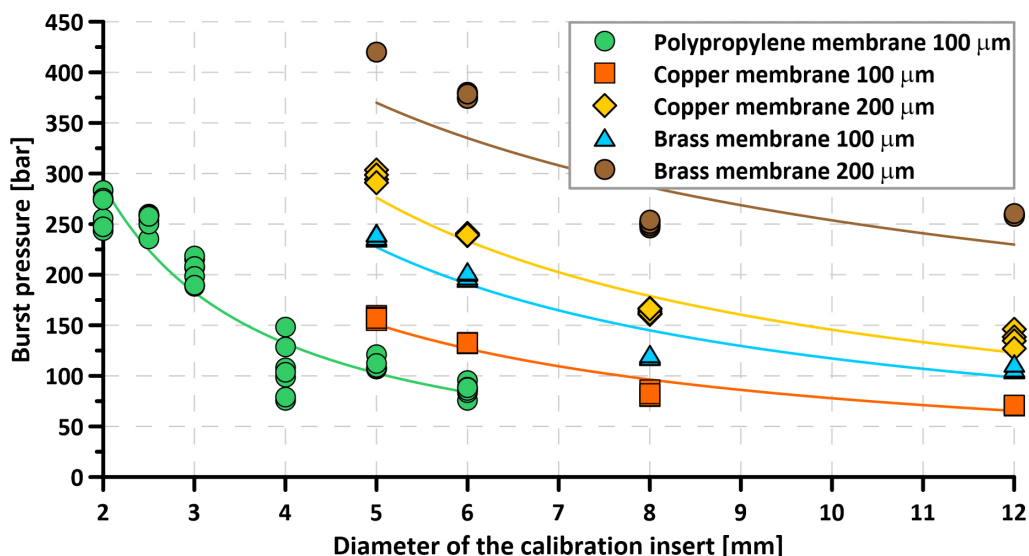 450
400
350
300
250
200
150
100
50
0
Burst pressure [bar]
Polypropylene membrane 100 μm
Copper membrane 100 μm
Copper membrane 200 μm
Brass membrane 100 μm
Brass membrane 200 μm
2 3 4 5 6 7 8 9 10 11 12
Diameter of the calibration insert [mm]